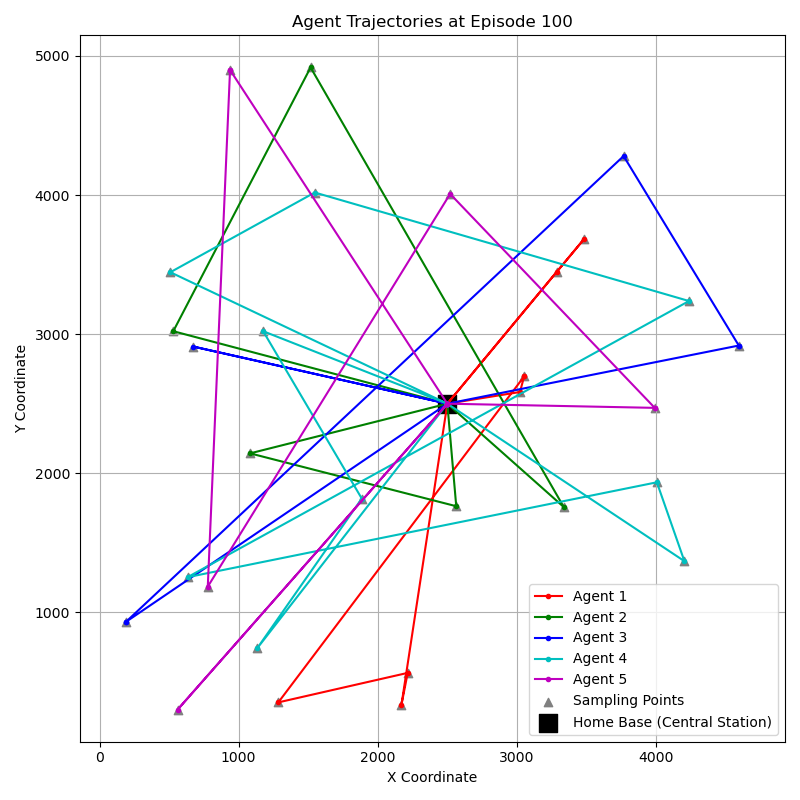 Agent Trajectories at Episode 100
Y Coordinate
5000
4000
3000
2000
1000
0
1000
2000
3000
4000
X Coordinate
Agent 1
Agent 2
Agent 3
Agent 4
Agent 5
Sampling Points
Home Base (Central Station)